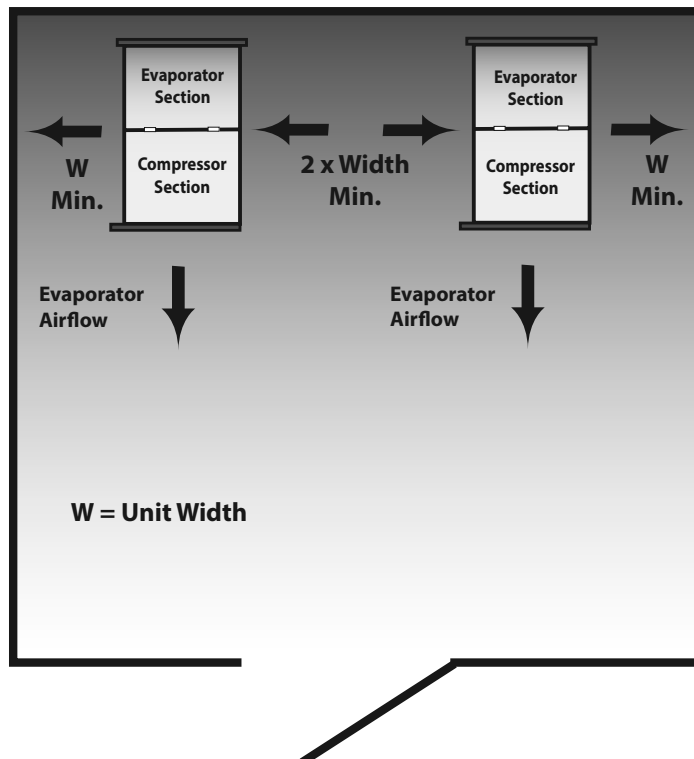 Evaporator
Section
Compressor
Section
W
Min.
2 x Width
Min.
Evaporator
Section
Compressor
Section
W
Min.
Evaporator
Airflow
Evaporator
Airflow
W = Unit Width